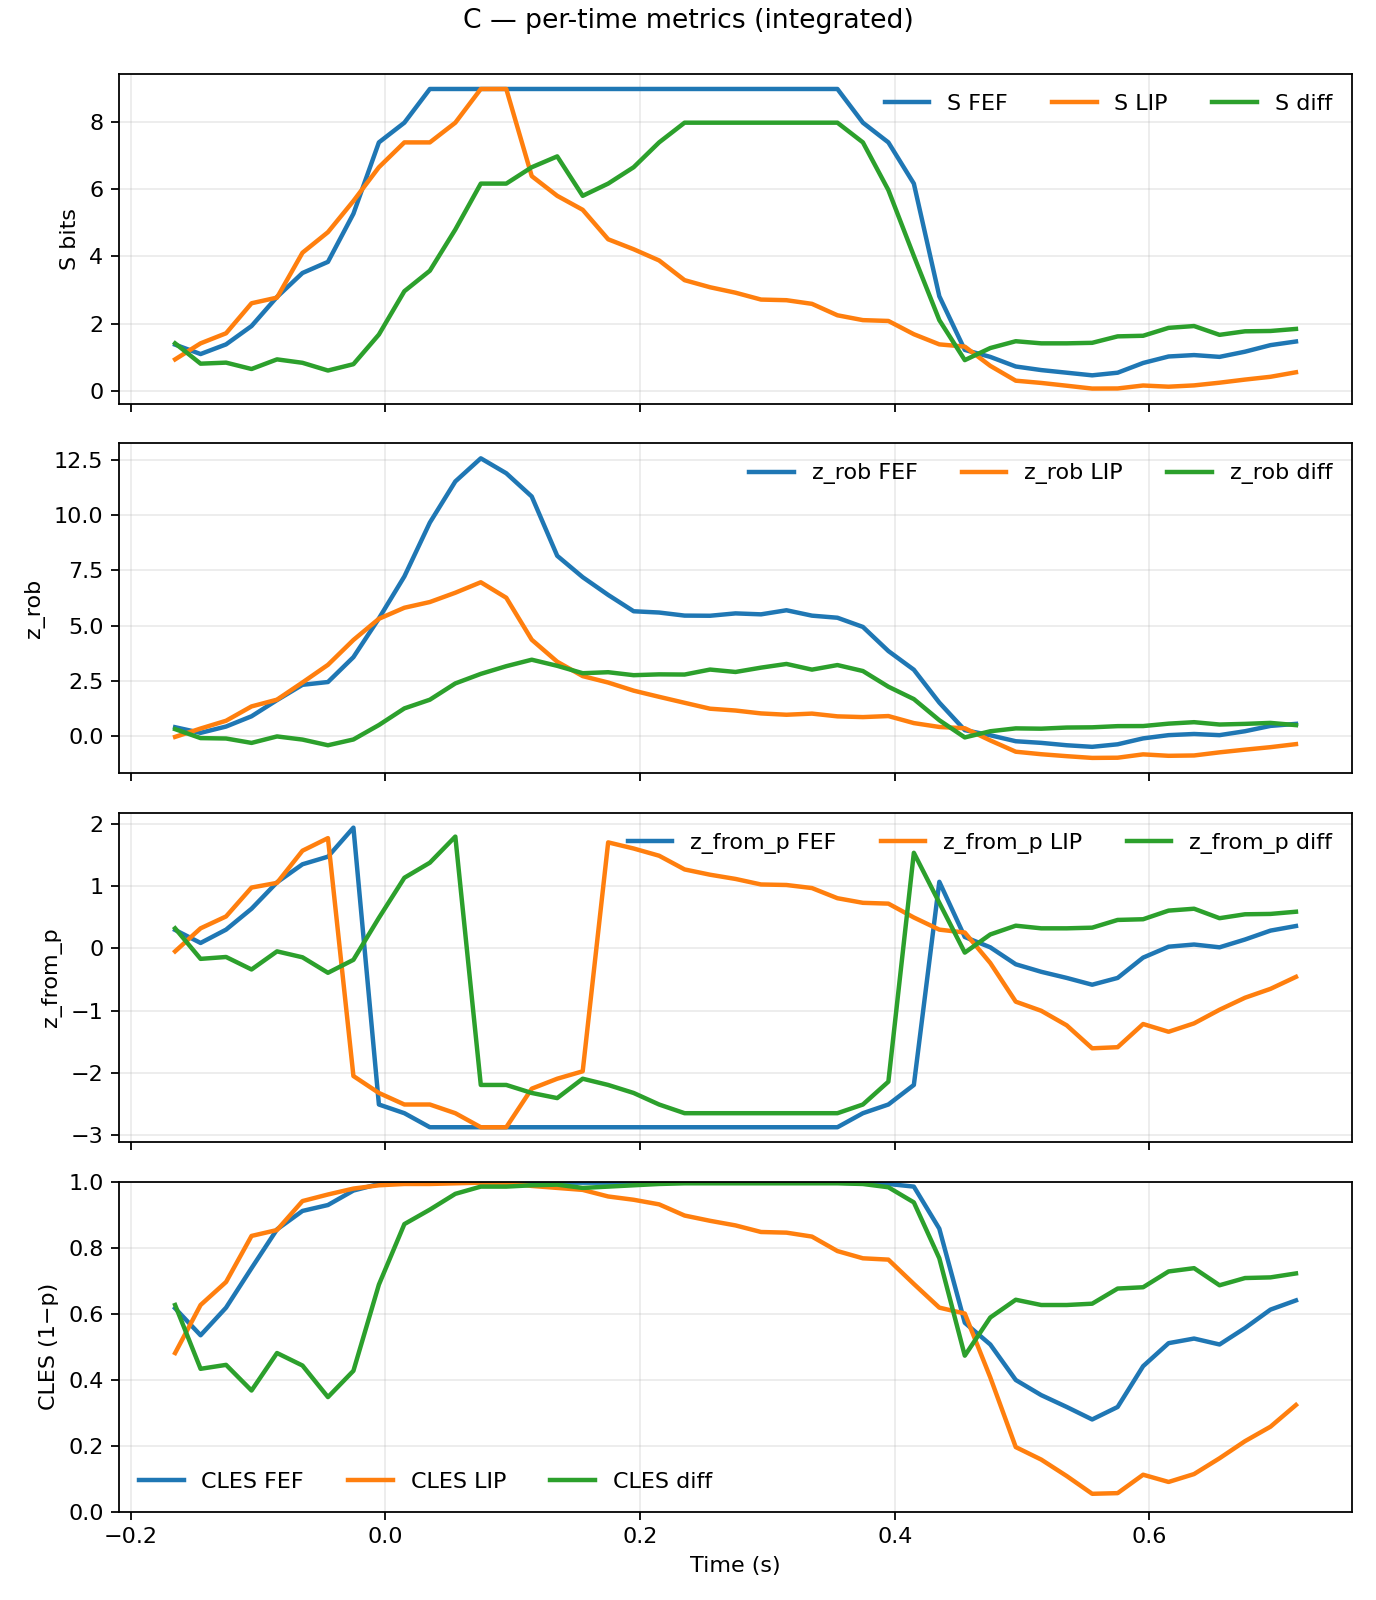 C — per-time metrics (integrated)
S bits
8
6
4
2
0
S FEF
S LIP
S diff
z_rob
12.5
10.0
7.5
5.0
2.5
0.0
z_rob FEF
z_rob LIP
z_rob diff
z_from_p
2
1
0
−1
−2
−3
z_from_p FEF
z_from_p LIP
z_from_p diff
CLES (1−p)
1.0
0.8
0.6
0.4
0.2
0.0
CLES FEF
CLES LIP
CLES diff
−0.2
0.0
0.2
0.4
0.6
Time (s)